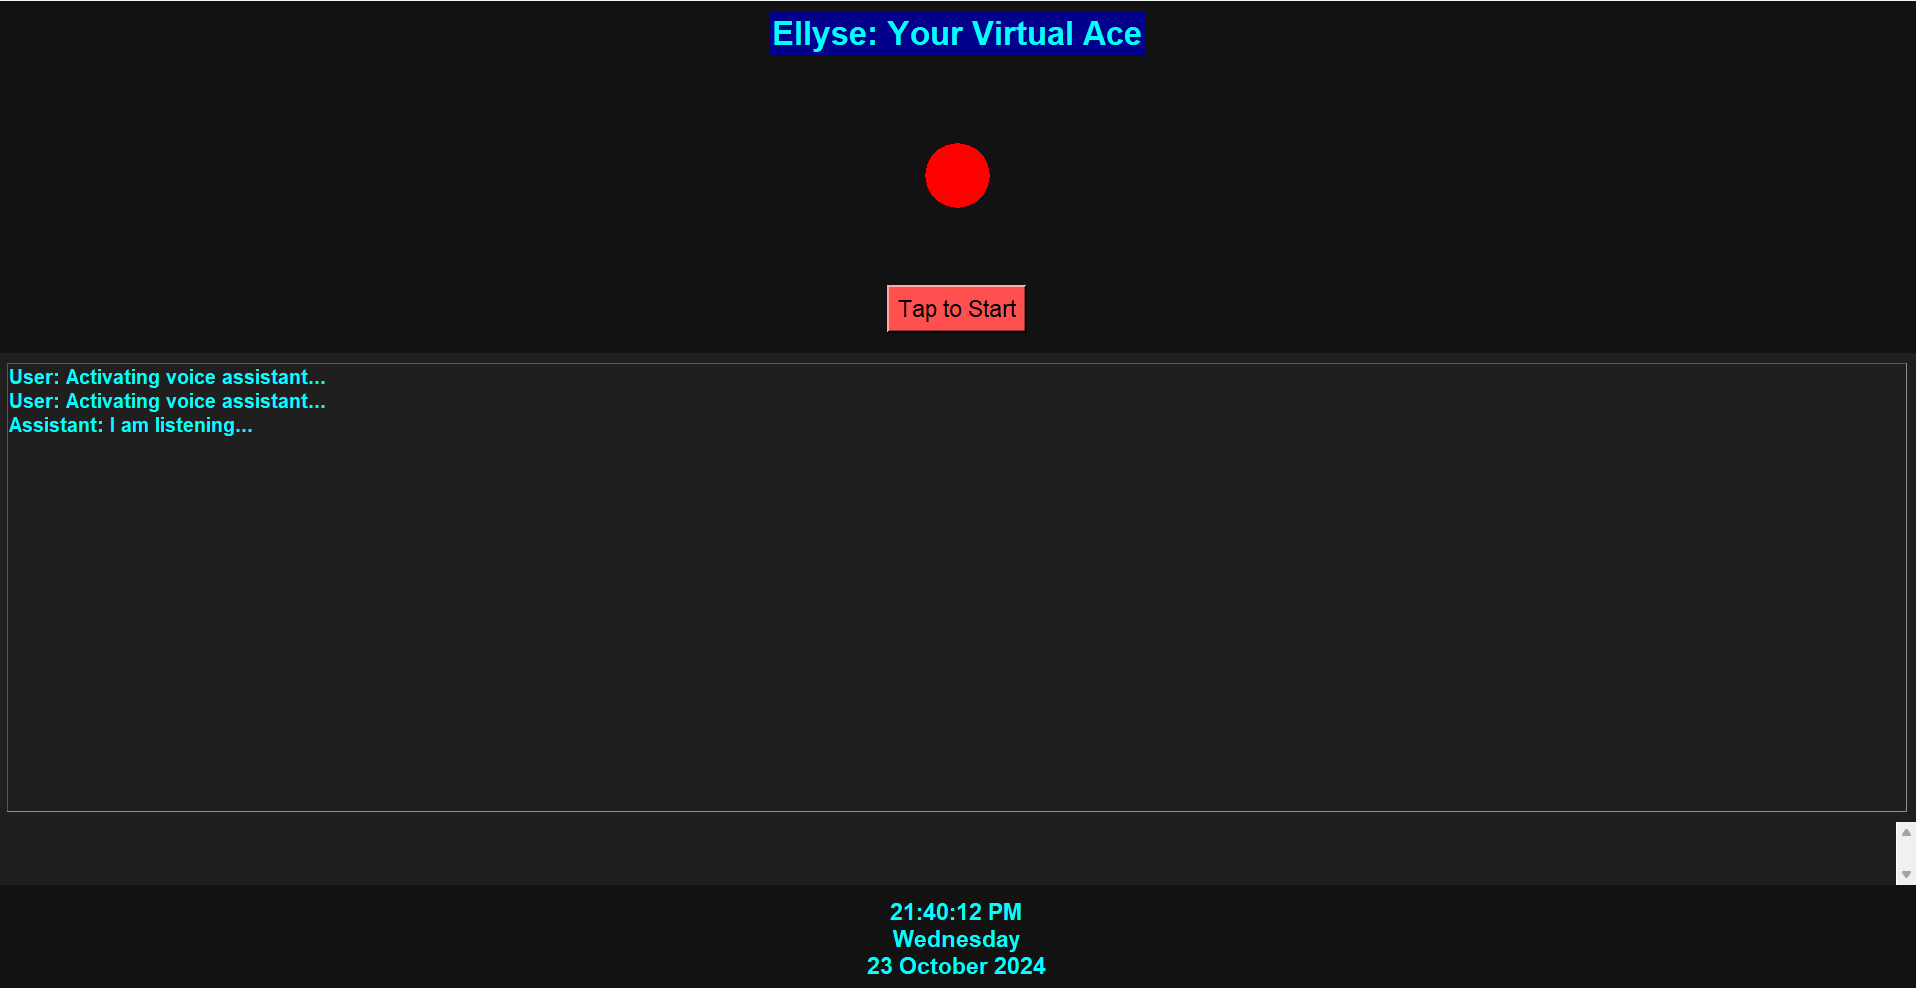 Ellyse: Your Virtual Ace
Tap to Start
User: Activating voice assistant...
User: Activating voice assistant...
Assistant: I am listening...
21:40:12 PM
Wednesday
23 October 2024